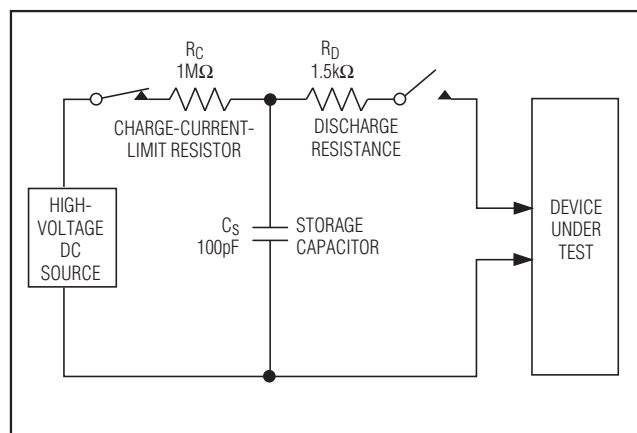 R_C
1MΩ
CHARGE-CURRENT-
LIMIT RESISTOR
R_D
1.5kΩ
DISCHARGE
RESISTANCE
HIGH-
VOLTAGE
DC
SOURCE
C_S
100pF
STORAGE
CAPACITOR
DEVICE
UNDER
TEST